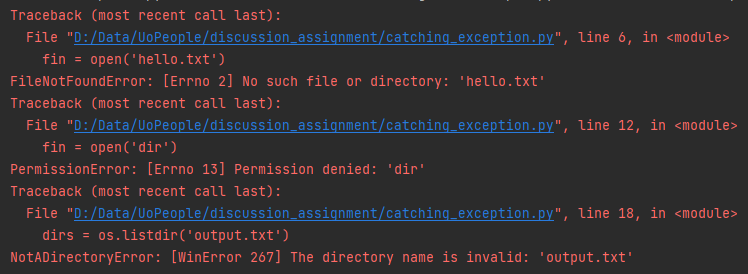 Traceback (most recent call last):
  File "D:/Data/UoPeople/discussion_assignment/catching_exception.py", line 6, in <module>
    fin = open('hello.txt')
FileNotFoundError: [Errno 2] No such file or directory: 'hello.txt'
Traceback (most recent call last):
  File "D:/Data/UoPeople/discussion_assignment/catching_exception.py", line 12, in <module>
    fin = open('dir')
PermissionError: [Errno 13] Permission denied: 'dir'
Traceback (most recent call last):
  File "D:/Data/UoPeople/discussion_assignment/catching_exception.py", line 18, in <module>
    dirs = os.listdir('output.txt')
NotADirectoryError: [WinError 267] The directory name is invalid: 'output.txt'